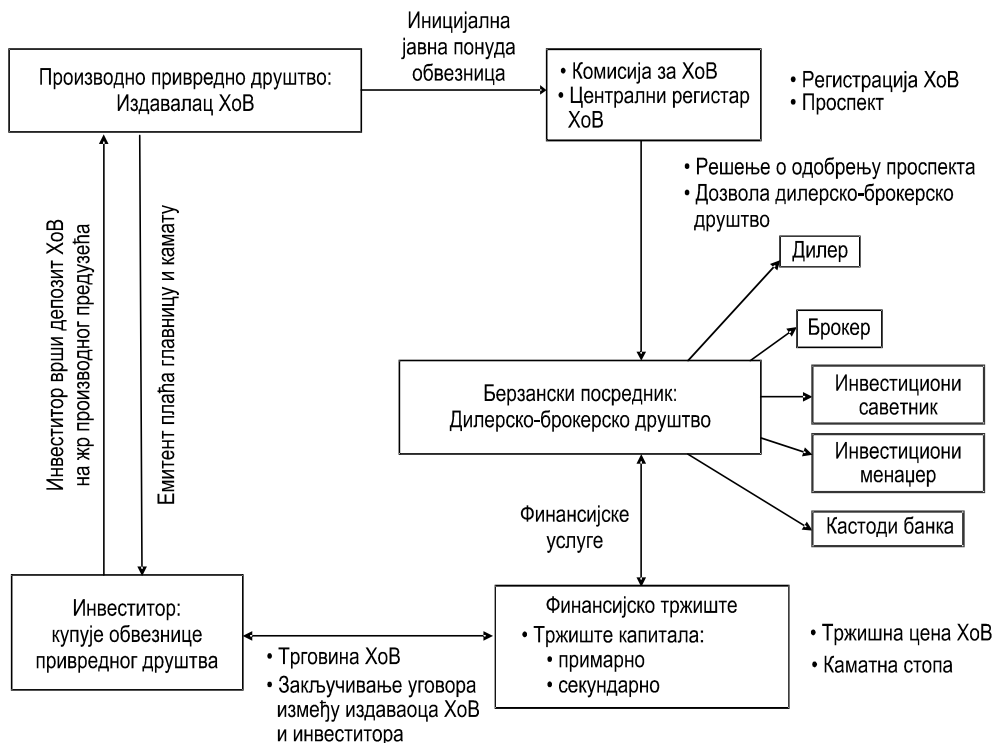 Иницијална
јавна понуда
обвезница
Производно привредно друштво:
Издавалац ХоВ
• Комисија за ХоВ
• Централни регистар
ХоВ
• Регистрација ХоВ
• Проспект
• Решење о одобрењу проспекта
• Дозвола дилерско-брокерско
друштво
Дилер
Брокер
Инвестициони
саветник
Инвестициони
менаџер
Кастоди банка
Берзански посредник:
Дилерско-брокерско друштво
Инвеститор врши депозит ХоВ
на жр производног предузећа
Емитент плаћа главницу и камату
Финансијске
услуге
Инвеститор:
купује обвезнице
привредног друштва
• Трговина ХоВ
• Закључивање уговора
између издаваоца ХоВ
и инвеститора
Финансијско тржиште
• Тржиште капитала:
• примарно
• секундарно
• Тржишна цена ХоВ
• Каматна стопа